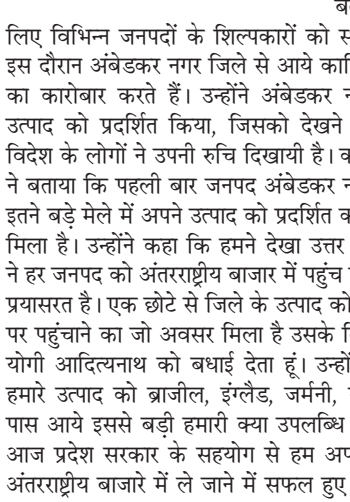 लिए विभिन्न जनपदों के शिल्पकारों को
इस दौरान अंबेडकर नगर जिले से आये
का कारोबार करते हैं। उन्होंने अंबेडकर
उत्पाद को प्रदर्शित किया, जिसको देखने
विदेश के लोगों ने उपनी रुचि दिखायी है।
ने बताया कि पहली बार जनपद अंबेडकर
इतने बड़े मेले में अपने उत्पाद को प्रदर्शित
मिला है। उन्होंने कहा कि हमने देखा उत्तर
ने हर जनपद को अंतरराष्ट्रीय बाजार में पहुंच
प्रयासरत है। एक छोटे से जिले के उत्पाद को
पर पहुंचाने का जो अवसर मिला है उसके
योगी आदित्यनाथ को बधाई देता हूं।
हमारे उत्पाद को ब्राजील, इंग्लैड, जर्मनी,
पास आये इससे बड़ी हमारी क्या उपलब्धि
आज प्रदेश सरकार के सहयोग से हम
अंतरराष्ट्रीय बाजारे में ले जाने में सफल हुए